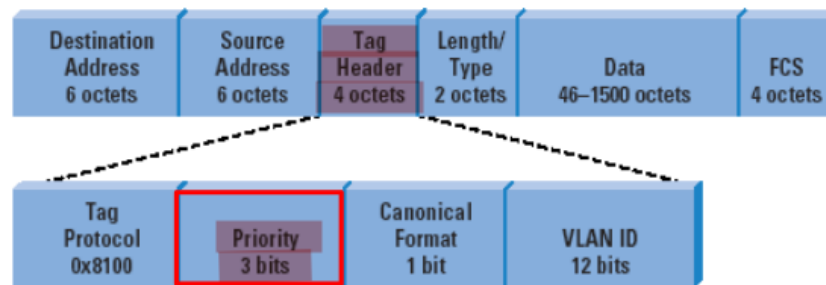 Destination Address 6 octets
Source Address 6 octets
Tag Header 4 octets
Length/ Type 2 octets
Data 46–1500 octets
FCS 4 octets
Tag Protocol 0x8100
Priority 3 bits
Canonical Format 1 bit
VLAN ID 12 bits